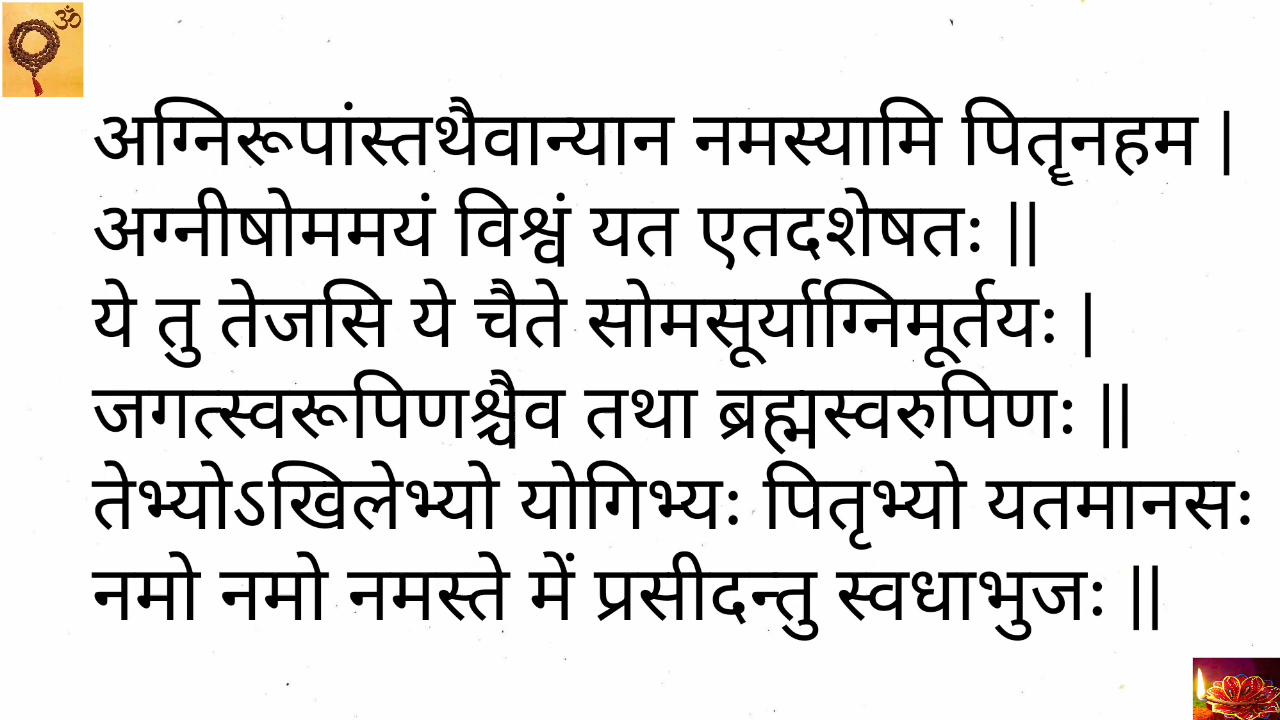 ॐ
अग्निरूपांस्तथैवान्यान नमस्यामि पितॄनहम |
अग्नीषोममयं विश्वं यत एतदशेषतः ||
ये तु तेजसि ये चैते सोमसूर्याग्निमूर्तयः |
जगत्स्वरूपिणश्चैव तथा ब्रह्मस्वरुपिणः ||
तेभ्योऽखिलेभ्यो योगिभ्यः पितृभ्यो यतमानसः
नमो नमो नमस्ते में प्रसीदन्तु स्वधाभुजः ||